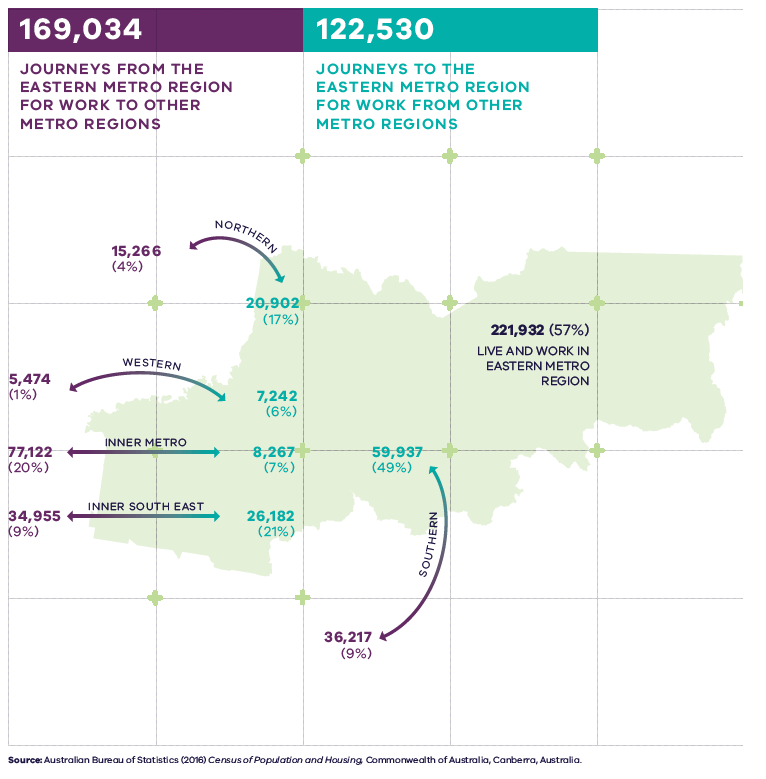 169,034
JOURNEYS FROM THE
EASTERN METRO REGION
FOR WORK TO OTHER
METRO REGIONS
122,530
JOURNEYS TO THE
EASTERN METRO REGION
FOR WORK FROM OTHER
METRO REGIONS
NORTHERN
15,266
(4%)
20,902
(17%)
221,932 (57%)
LIVE AND WORK IN
EASTERN METRO
REGION
WESTERN
5,474
(1%)
7,242
(6%)
INNER METRO
77,122
(20%)
8,267
(7%)
59,937
(49%)
INNER SOUTH EAST
34,955
(9%)
26,182
(21%)
SOUTHERN
36,217
(9%)
Source: Australian Bureau of Statistics (2016) Census of Population and Housing, Commonwealth of Australia, Canberra, Australia.